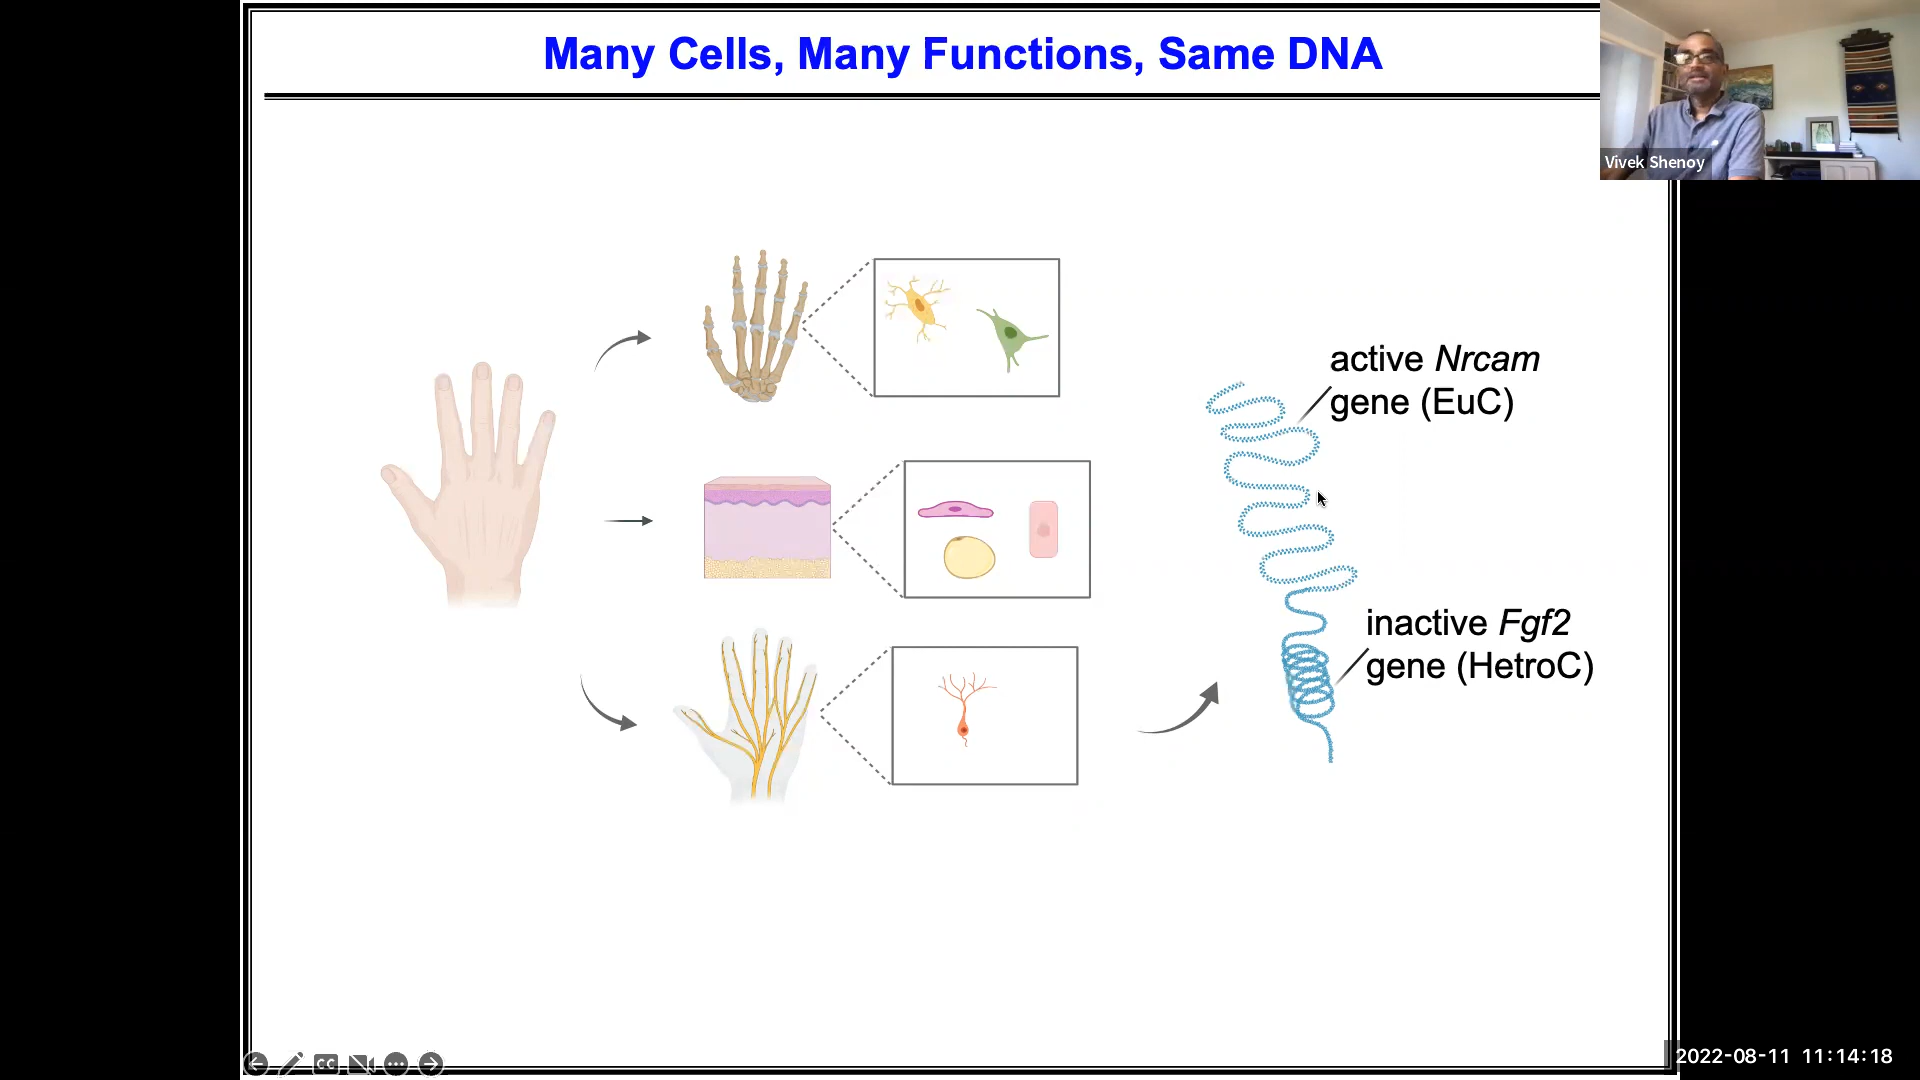 Many Cells, Many Functions, Same DNA
Vivek Shenoy
active Nrcam
gene (EuC)
inactive Fgf2
gene (HetroC)
CC
2022-08-11 11:14:18